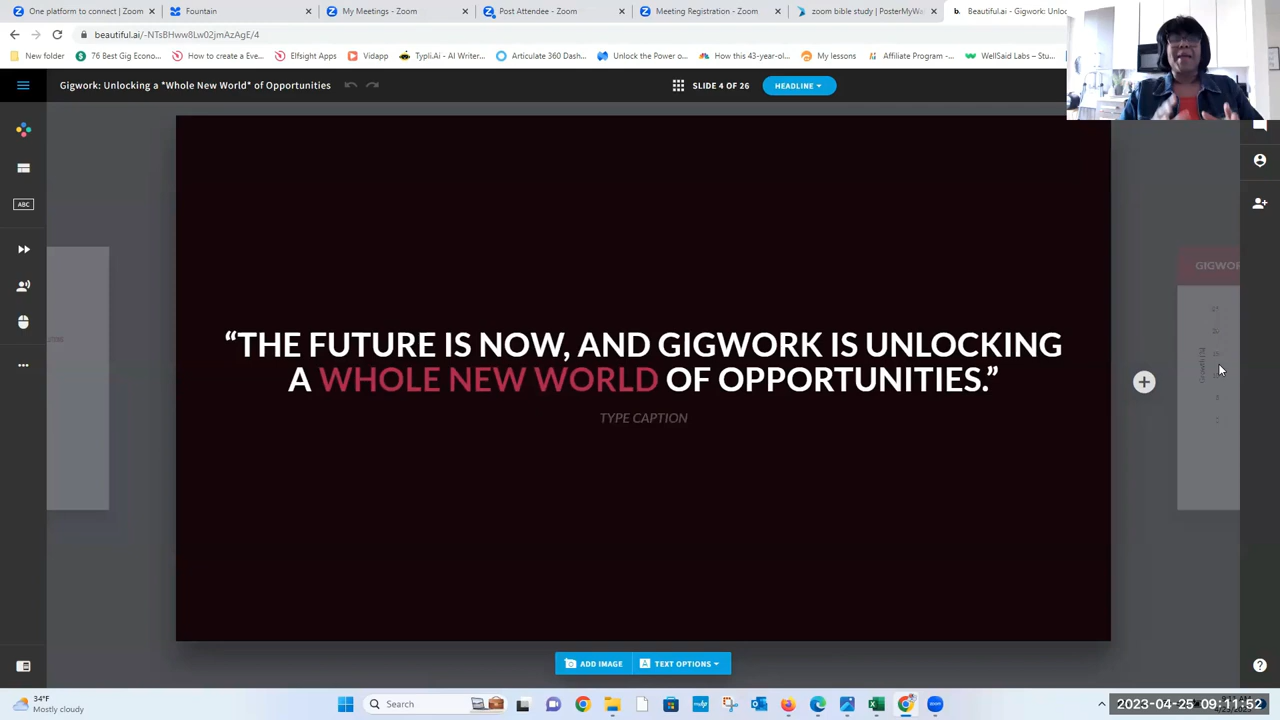 One platform to connect | Zoom
Fountain
My Meetings - Zoom
Post Attendee - Zoom
Meeting Registration - Zoom
zoom bible study | PosterMyWa
Beautiful.ai - Gigwork: Unlo
beautiful.ai/-NTsBHww8Lw02jmAzAgE/4
New folder
76 Best Gig Econo...
How to create a Eve...
Elfsight Apps
Vidapp
Typli.Ai - AI Writer...
Articulate 360 Dash...
Unlock the Power o...
How this 43-year-ol...
My lessons
Affiliate Program -...
WellSaid Labs – Stu...
Gigwork: Unlocking a *Whole New World* of Opportunities
SLIDE 4 OF 26
HEADLINE
ABC
GIGWOR
Growth (%)
“THE FUTURE IS NOW, AND GIGWORK IS UNLOCKING
A WHOLE NEW WORLD OF OPPORTUNITIES.”
TYPE CAPTION
ADD IMAGE
TEXT OPTIONS
34°F
Mostly cloudy
Search
2023-04-25 09:11:52